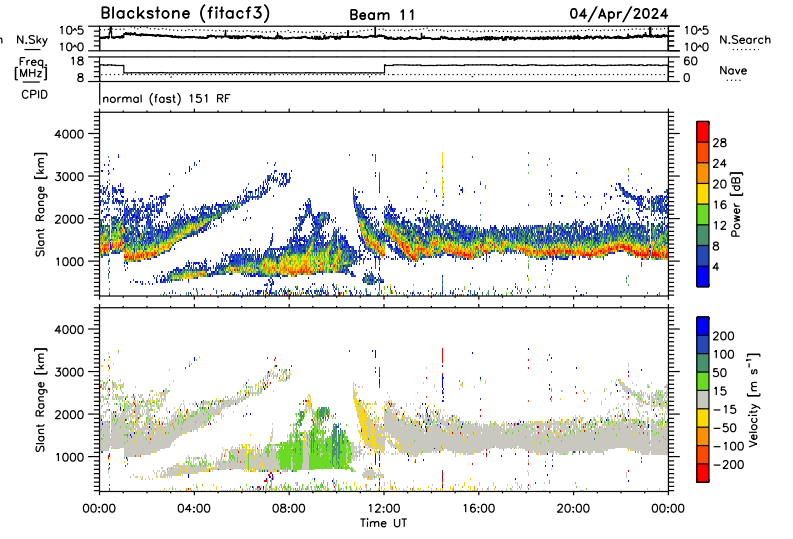 Blackstone (fitacf3) Beam 11 04/Apr/2024
N.Sky 10^5 10^5 N.Search
10^0 10^0
Freq. 18 60
[MHz] 8 0 Nave
CPID normal (fast) 151 RF
Slant Range [km]
4000
3000
2000
1000
Power [dB]
28
24
20
16
12
8
4
Slant Range [km]
4000
3000
2000
1000
Velocity [m s⁻¹]
200
100
50
15
-15
-50
-100
-200
00:00 04:00 08:00 12:00 16:00 20:00 00:00
Time UT